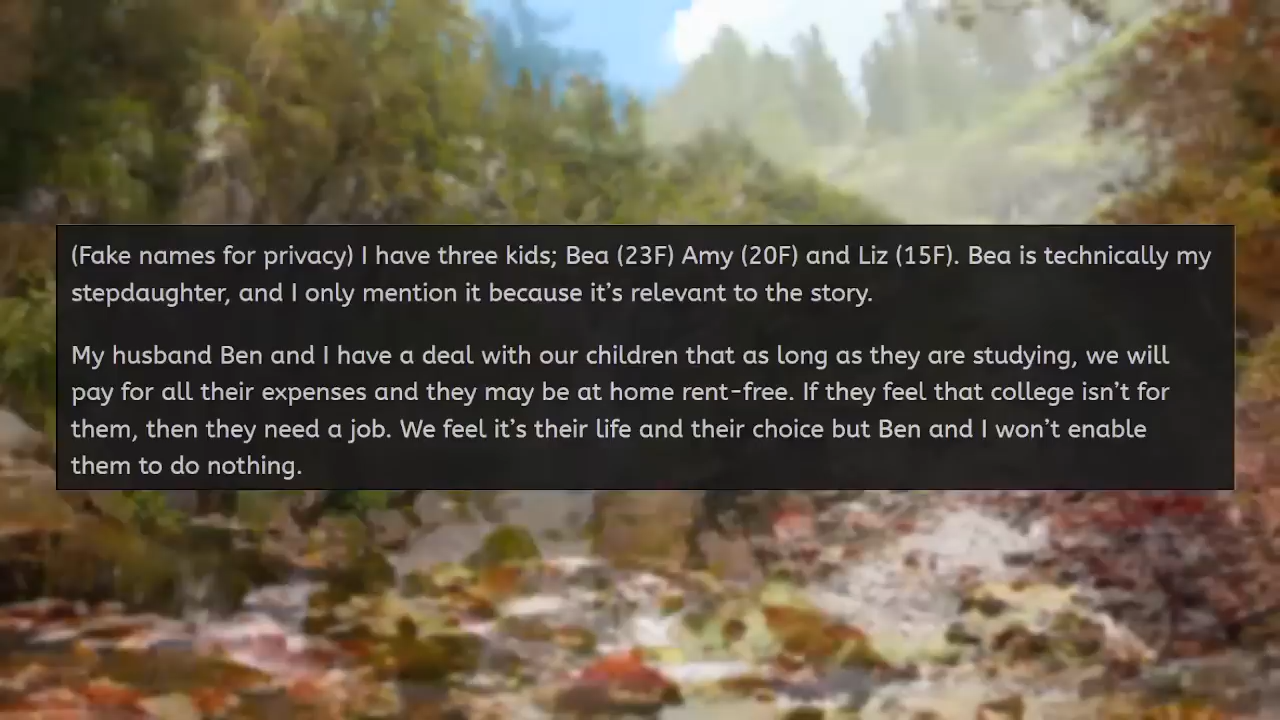 (Fake names for privacy) I have three kids; Bea (23F) Amy (20F) and Liz (15F). Bea is technically my
stepdaughter, and I only mention it because it’s relevant to the story.
My husband Ben and I have a deal with our children that as long as they are studying, we will
pay for all their expenses and they may be at home rent-free. If they feel that college isn’t for
them, then they need a job. We feel it’s their life and their choice but Ben and I won’t enable
them to do nothing.